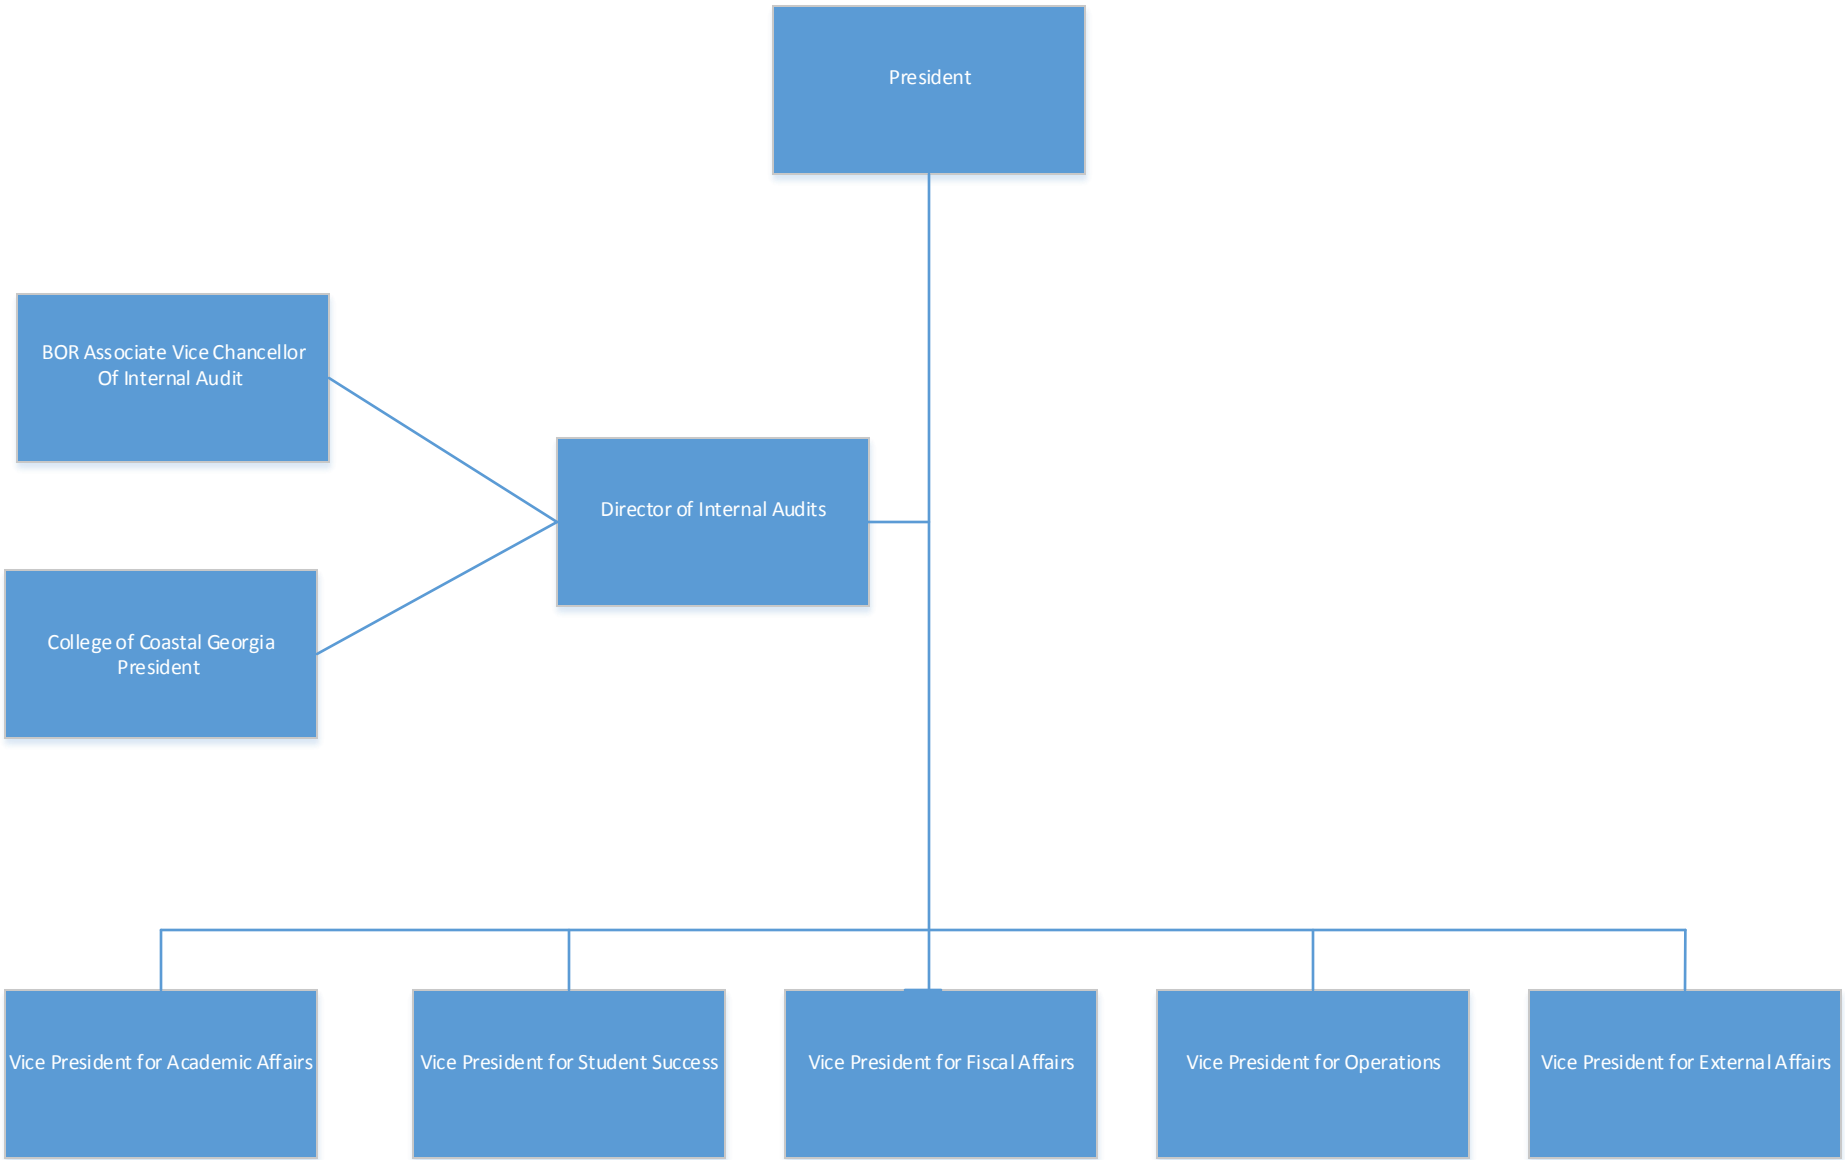 President
BOR Associate Vice Chancellor
Of Internal Audit
Director of Internal Audits
College of Coastal Georgia
President
Vice President for Academic Affairs
Vice President for Student Success
Vice President for Fiscal Affairs
Vice President for Operations
Vice President for External Affairs